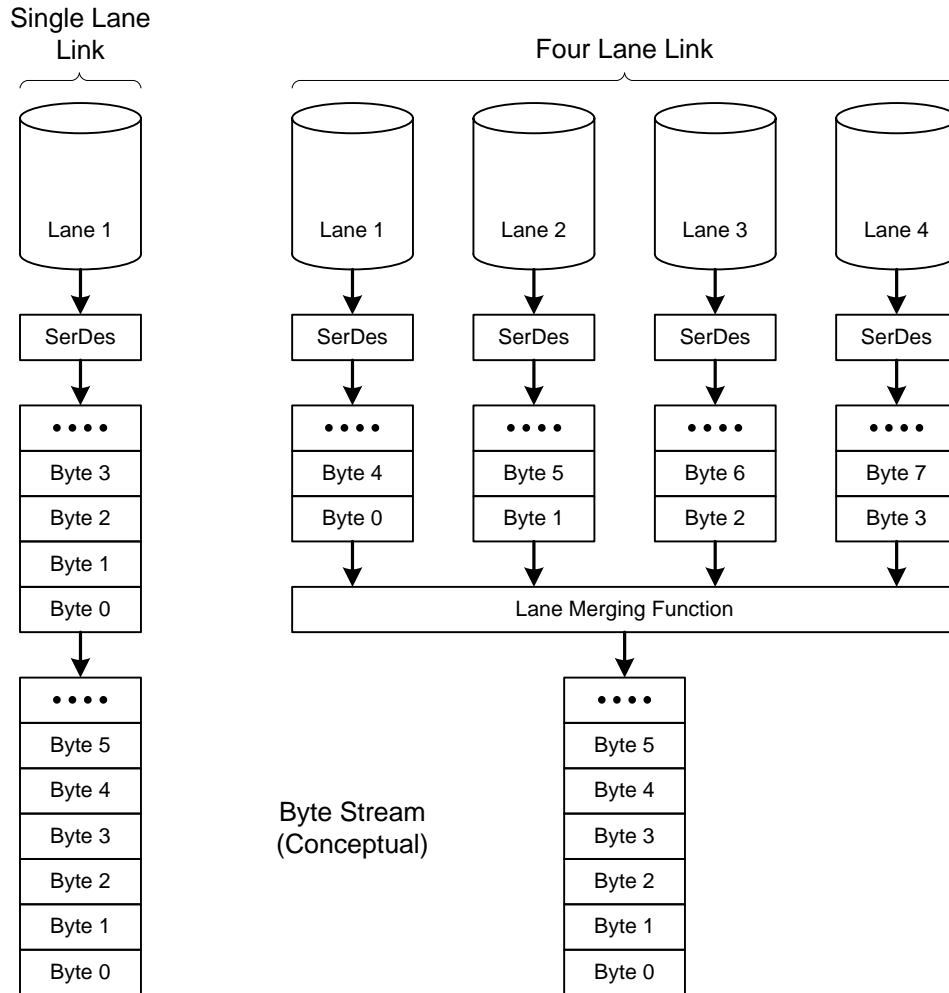 Single Lane
Link
Four Lane Link
Lane 1
Lane 1
Lane 2
Lane 3
Lane 4
SerDes
SerDes
SerDes
SerDes
SerDes
••••
••••
••••
••••
••••
Byte 3
Byte 4
Byte 5
Byte 6
Byte 7
Byte 2
Byte 0
Byte 1
Byte 2
Byte 3
Byte 1
Byte 0
Lane Merging Function
••••
••••
Byte 5
Byte 5
Byte 4
Byte 4
Byte Stream
(Conceptual)
Byte 3
Byte 3
Byte 2
Byte 2
Byte 1
Byte 1
Byte 0
Byte 0